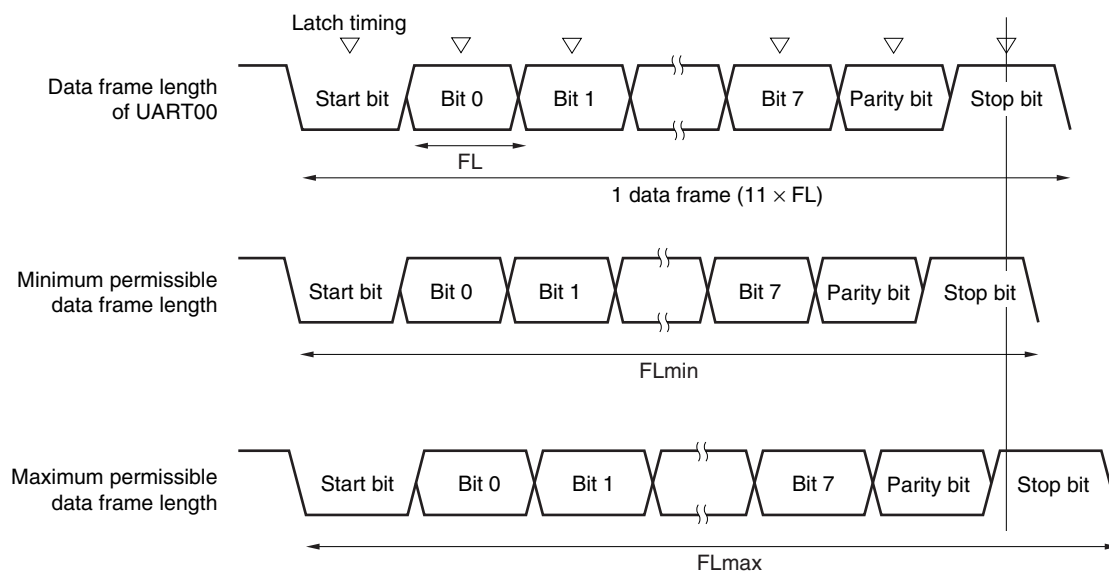 Latch timing
Data frame length
of UART00
Start bit Bit 0 Bit 1 Bit 7 Parity bit Stop bit
FL
1 data frame (11 × FL)
Minimum permissible
data frame length
Start bit Bit 0 Bit 1 Bit 7 Parity bit Stop bit
FLmin
Maximum permissible
data frame length
Start bit Bit 0 Bit 1 Bit 7 Parity bit Stop bit
FLmax